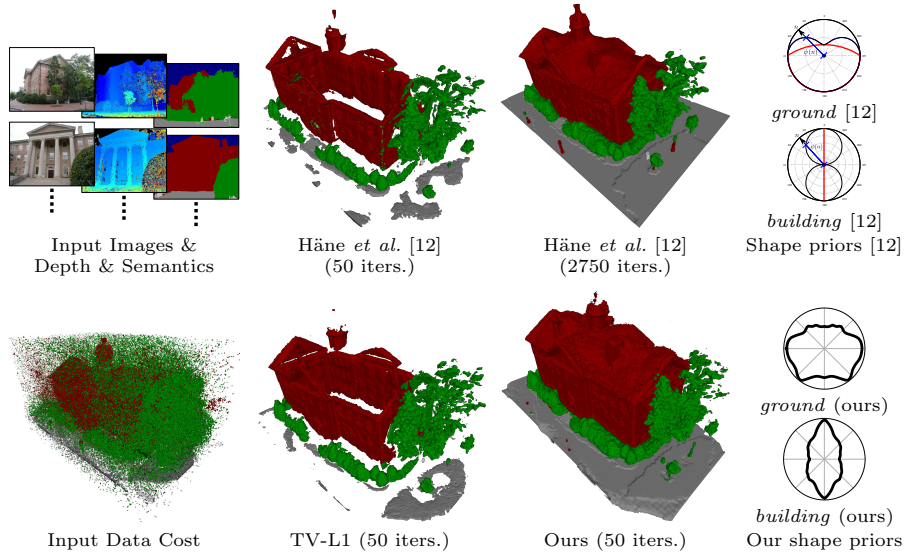 ground [12]
building [12]
Input Images &
Depth & Semantics
Häne et al. [12]
(50 iters.)
Häne et al. [12]
(2750 iters.)
Shape priors [12]
ground (ours)
building (ours)
Input Data Cost
TV-L1 (50 iters.)
Ours (50 iters.)
Our shape priors